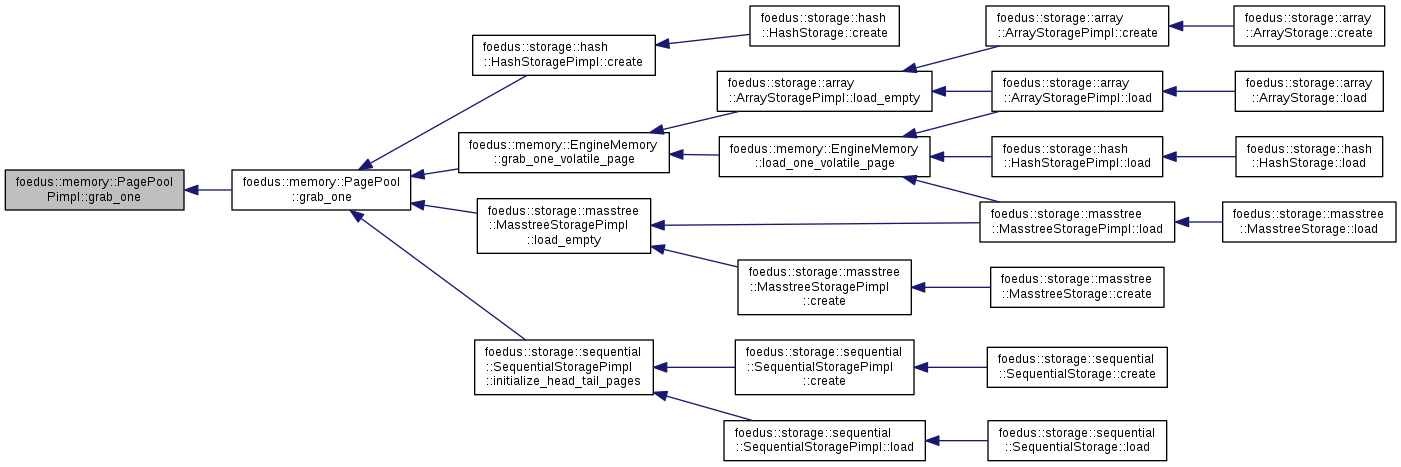 foedus::memory::PagePool
Pimpl::grab_one
foedus::memory::PagePool
::grab_one
foedus::storage::hash
::HashStoragePimpl::create
foedus::storage::hash
::HashStorage::create
foedus::memory::EngineMemory
::grab_one_volatile_page
foedus::storage::array
::ArrayStoragePimpl::load_empty
foedus::storage::array
::ArrayStoragePimpl::create
foedus::storage::array
::ArrayStorage::create
foedus::storage::array
::ArrayStoragePimpl::load
foedus::storage::array
::ArrayStorage::load
foedus::memory::EngineMemory
::load_one_volatile_page
foedus::storage::hash
::HashStoragePimpl::load
foedus::storage::hash
::HashStorage::load
foedus::storage::masstree
::MasstreeStoragePimpl::load
foedus::storage::masstree
::MasstreeStorage::load
foedus::storage::masstree
::MasstreeStoragePimpl
::load_empty
foedus::storage::masstree
::MasstreeStoragePimpl
::create
foedus::storage::masstree
::MasstreeStorage::create
foedus::storage::sequential
::SequentialStoragePimpl
::initialize_head_tail_pages
foedus::storage::sequential
::SequentialStoragePimpl
::create
foedus::storage::sequential
::SequentialStorage::create
foedus::storage::sequential
::SequentialStoragePimpl::load
foedus::storage::sequential
::SequentialStorage::load